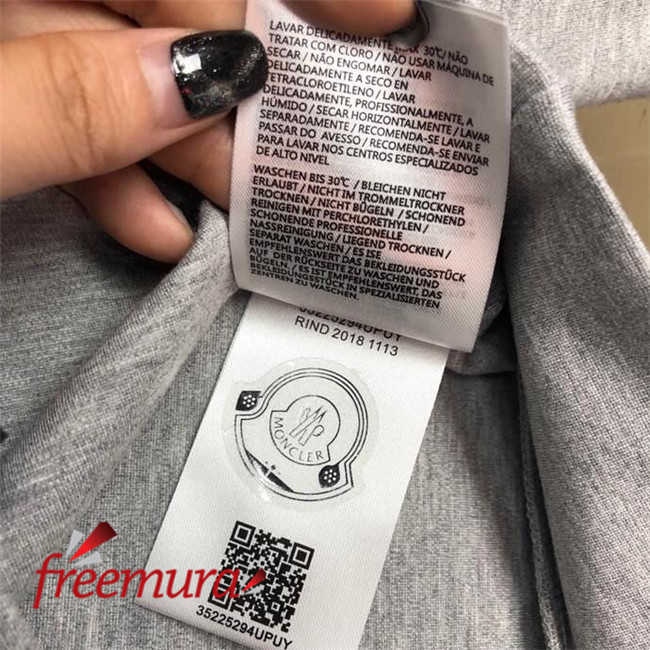 LAVAR DELICADAMENTE MAX 30℃/NÃO
TRATAR COM CLORO / NÃO USAR MÁQUINA DE
SECAR / NÃO ENGOMAR / LAVAR
DELICADAMENTE A SECO EN
TETRACLOROETILENO / LAVAR
DELICADAMENTE, PROFISSIONALMENTE, A
HÚMIDO / SECAR HORIZONTALMENTE / LAVAR
SEPARADAMENTE / RECOMENDA-SE LAVAR E
PASSAR DO AVESSO / RECOMENDA-SE ENVIAR
PARA LAVAR NOS CENTROS ESPECIALIZADOS
DE ALTO NIVEL
WASCHEN BIS 30℃ / BLEICHEN NICHT
ERLAUBT / NICHT IM TROMMELTROCKNER
TROCKNEN / NICHT BÜGELN / SCHONEND
REINIGEN MIT PERCHLORETHYLEN /
SCHONENDE PROFESSIONELLE
NASSREINIGUNG / LIEGEND TROCKNEN /
SEPARAT WASCHEN / ES ISE
EMPFEHLENSWERT DAS BEKLEIDUNGSSTÜCK
AUF DER RÜCKSEITE ZU WASCHEN UND
BÜGELN / ES IST EMPFEHLENSWERT, DAS
BEKLEIDUNGSSTÜCK IN SPEZIALISIERTEN
ZENTREN ZU WASCHEN.
35225294UPUY
RIND 2018 1113
MONCLER
freemura
35225294UPUY